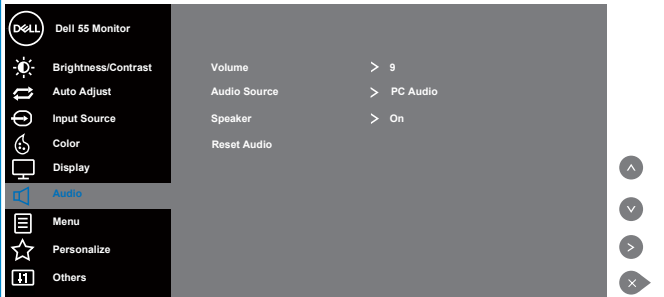 DELL
Dell 55 Monitor
Brightness/Contrast
Auto Adjust
Input Source
Color
Display
Audio
Menu
Personalize
Others
Volume > 9
Audio Source > PC Audio
Speaker > On
Reset Audio